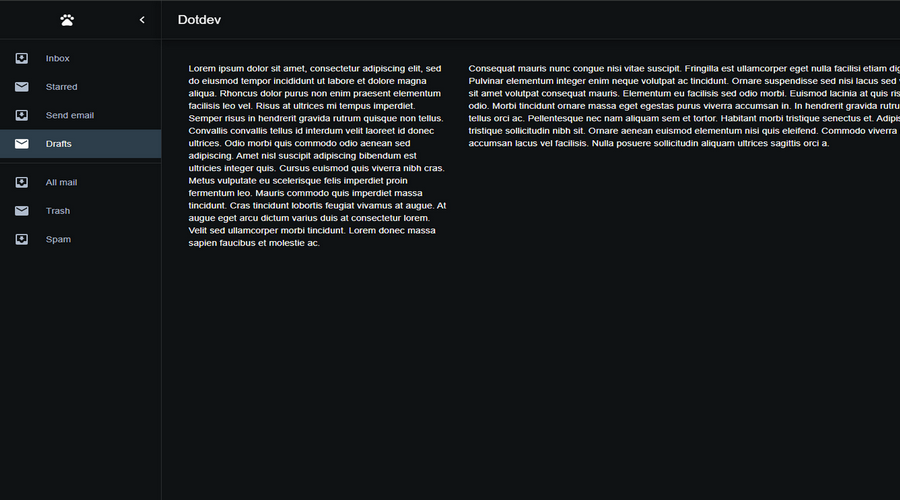 Dotdev
Inbox
Starred
Send email
Drafts
All mail
Trash
Spam
Lorem ipsum dolor sit amet, consectetur adipiscing elit, sed
do eiusmod tempor incididunt ut labore et dolore magna
aliqua. Rhoncus dolor purus non enim praesent elementum
facilisis leo vel. Risus at ultrices mi tempus imperdiet.
Semper risus in hendrerit gravida rutrum quisque non tellus.
Convallis convallis tellus id interdum velit laoreet id donec
ultrices. Odio morbi quis commodo odio aenean sed
adipiscing. Amet nisl suscipit adipiscing bibendum est
ultricies integer quis. Cursus euismod quis viverra nibh cras.
Metus vulputate eu scelerisque felis imperdiet proin
fermentum leo. Mauris commodo quis imperdiet massa
tincidunt. Cras tincidunt lobortis feugiat vivamus at augue. At
augue eget arcu dictum varius duis at consectetur lorem.
Velit sed ullamcorper morbi tincidunt. Lorem donec massa
sapien faucibus et molestie ac.
Consequat mauris nunc congue nisi vitae suscipit. Fringilla est ullamcorper eget nulla facilisi etiam
Pulvinar elementum integer enim neque volutpat ac tincidunt. Ornare suspendisse sed nisi lacus sed
sit amet volutpat consequat mauris. Elementum eu facilisis sed odio morbi. Euismod lacinia at quis
odio. Morbi tincidunt ornare massa eget egestas purus viverra accumsan in. In hendrerit gravida
tellus orci ac. Pellentesque nec nam aliquam sem et tortor. Habitant morbi tristique senectus et.
tristique sollicitudin nibh sit. Ornare aenean euismod elementum nisi quis eleifend. Commodo viverra
accumsan lacus vel facilisis. Nulla posuere sollicitudin aliquam ultrices sagittis orci a.